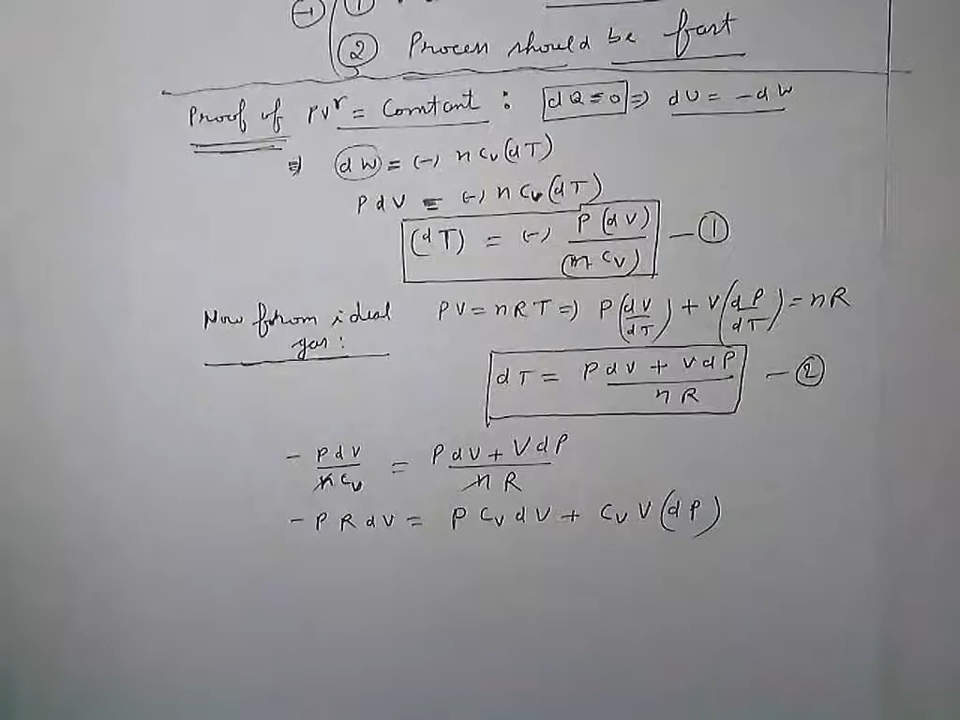 (-) (1)
(2) Process should be fast
Proof of PV^r = Constant : dQ=0 ⇒ dU = -dW
⇒ dW = (-) nCv(dT)
PdV = (-) nCv(dT)
(dT) = (-) P(dV)/(nCv) — (1)
Now from ideal gas: PV = nRT ⇒ P(dV/dT) + V(dP/dT) = nR
dT = PdV + VdP / nR — (2)
- PdV/nCv = PdV + VdP / nR
- PRdV = PCvdV + CvV(dP)